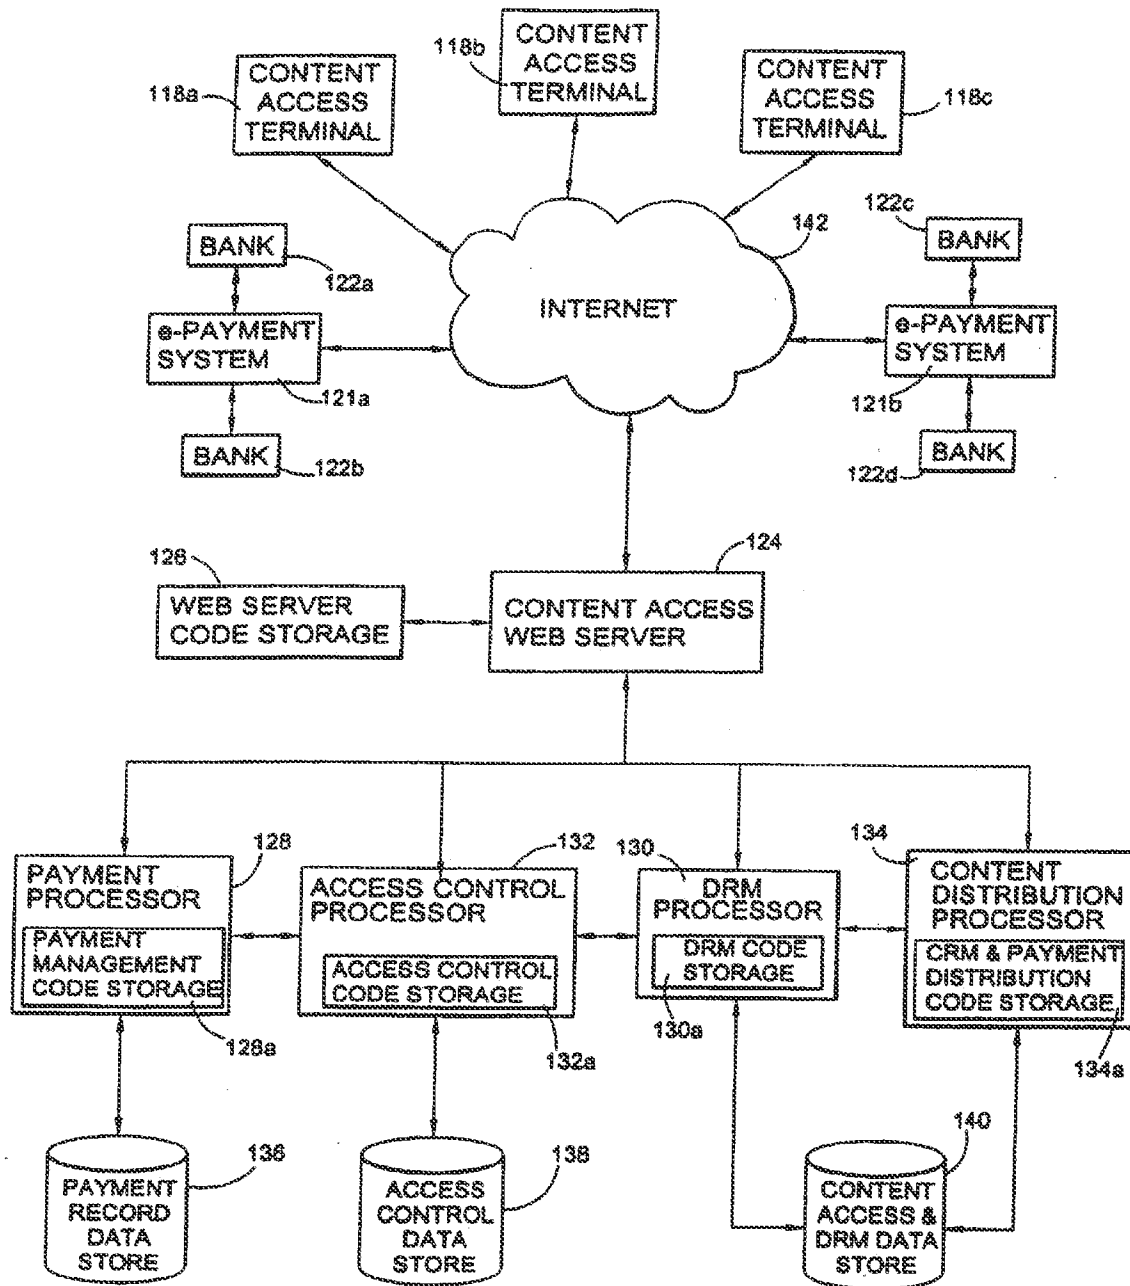 118a
CONTENT
ACCESS
TERMINAL
118b
CONTENT
ACCESS
TERMINAL
CONTENT
ACCESS
TERMINAL
118c
BANK
122a
e-PAYMENT
SYSTEM
121a
BANK
122b
INTERNET
142
122c
BANK
e-PAYMENT
SYSTEM
121b
BANK
122d
126
WEB SERVER
CODE STORAGE
124
CONTENT ACCESS
WEB SERVER
128
PAYMENT
PROCESSOR
PAYMENT
MANAGEMENT
CODE STORAGE
128a
132
ACCESS CONTROL
PROCESSOR
ACCESS CONTROL
CODE STORAGE
132a
130
DRM
PROCESSOR
DRM CODE
STORAGE
130a
134
CONTENT
DISTRIBUTION
PROCESSOR
CRM & PAYMENT
DISTRIBUTION
CODE STORAGE
134a
136
PAYMENT
RECORD
DATA
STORE
138
ACCESS
CONTROL
DATA
STORE
140
CONTENT
ACCESS &
DRM DATA
STORE